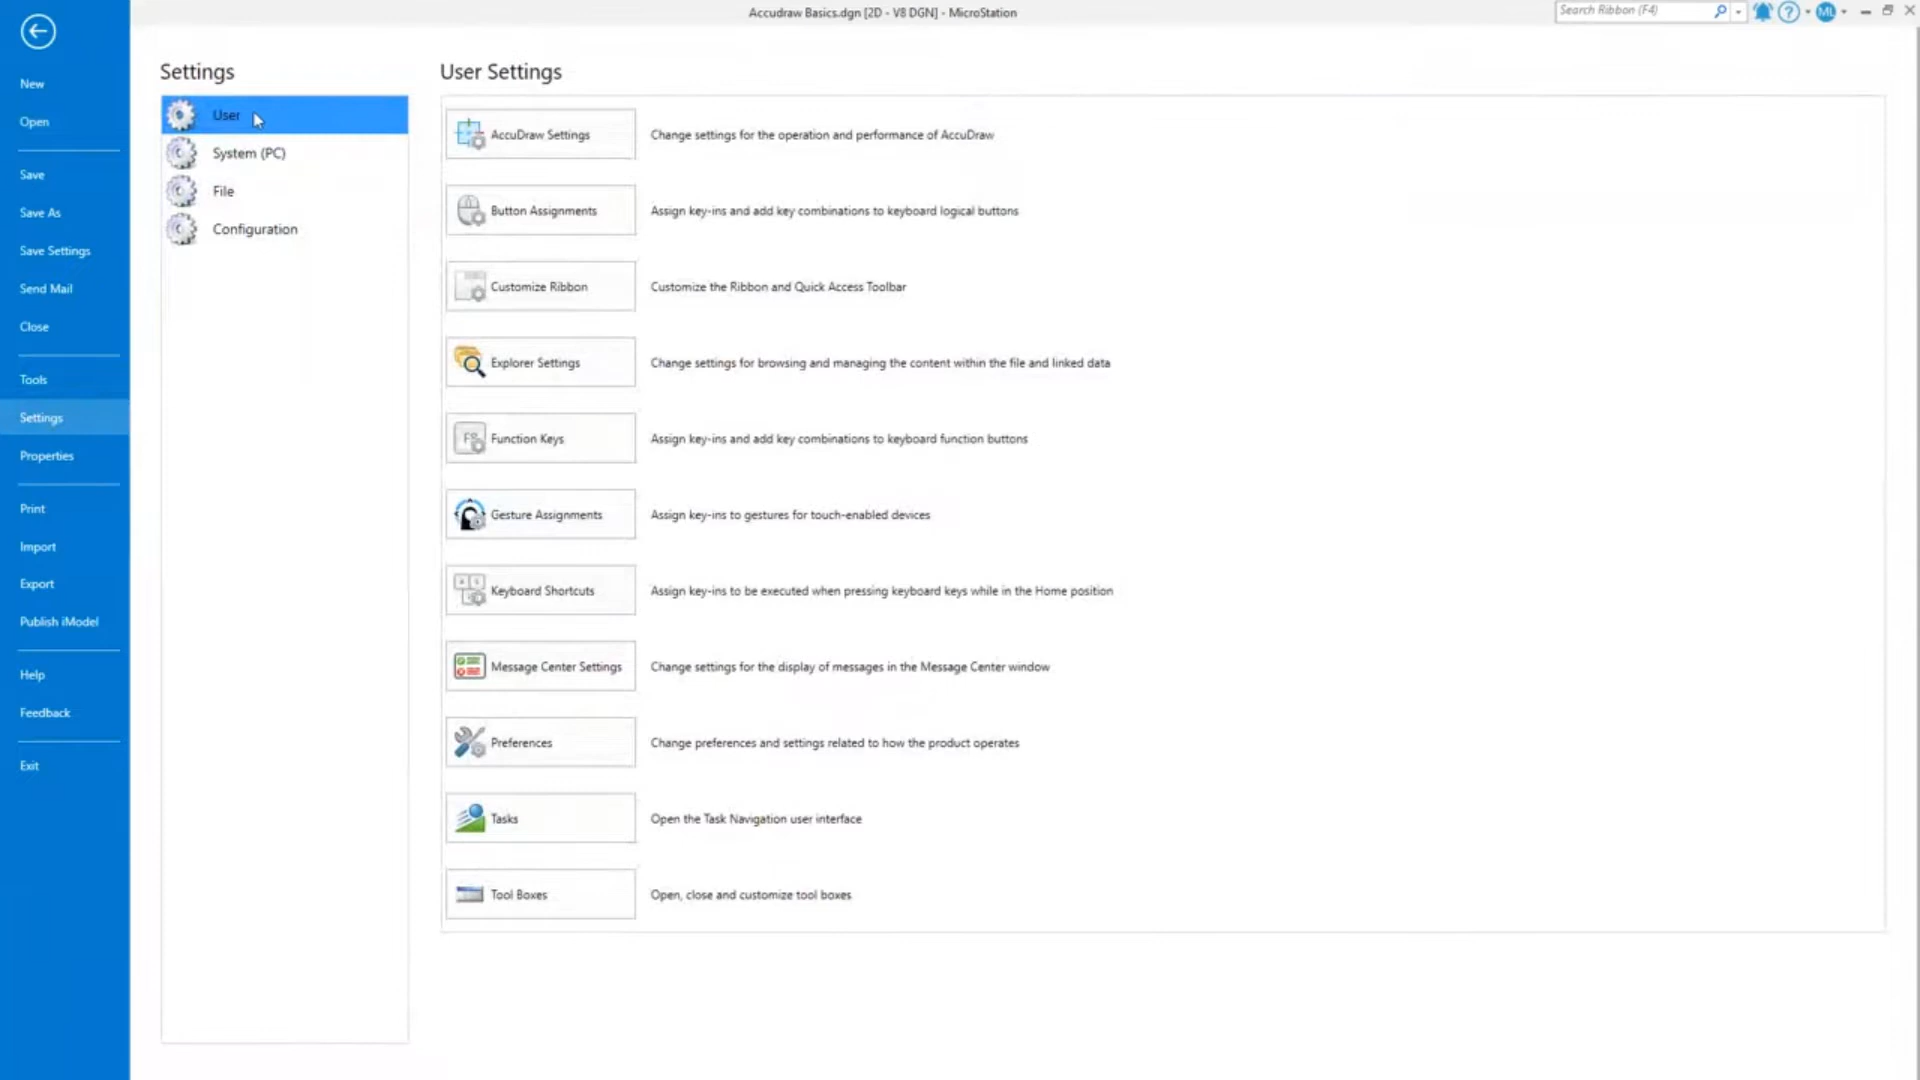 Accudraw Basics.dgn [2D - V8 DGN] - MicroStation
Search Ribbon (F4)
ML
New
Open
Save
Save As
Save Settings
Send Mail
Close
Tools
Settings
Properties
Print
Import
Export
Publish iModel
Help
Feedback
Exit
Settings
User
System (PC)
File
Configuration
User Settings
AccuDraw Settings
Change settings for the operation and performance of AccuDraw
Button Assignments
Assign key-ins and add key combinations to keyboard logical buttons
Customize Ribbon
Customize the Ribbon and Quick Access Toolbar
Explorer Settings
Change settings for browsing and managing the content within the file and linked data
Function Keys
Assign key-ins and add key combinations to keyboard function buttons
Gesture Assignments
Assign key-ins to gestures for touch-enabled devices
Keyboard Shortcuts
Assign key-ins to be executed when pressing keyboard keys while in the Home position
Message Center Settings
Change settings for the display of messages in the Message Center window
Preferences
Change preferences and settings related to how the product operates
Tasks
Open the Task Navigation user interface
Tool Boxes
Open, close and customize tool boxes